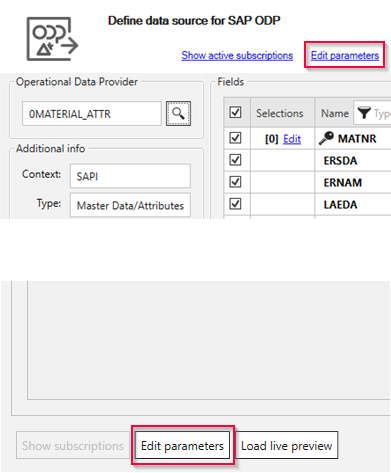 ODP
Define data source for SAP ODP
Show active subscriptions Edit parameters
Operational Data Provider
0MATERIAL_ATTR
Additional info
Context: SAPI
Type: Master Data/Attributes
Fields
Selections Name Type
[0] Edit MATNR
ERSDA
ERNAM
LAEDA
Show subscriptions Edit parameters Load live preview